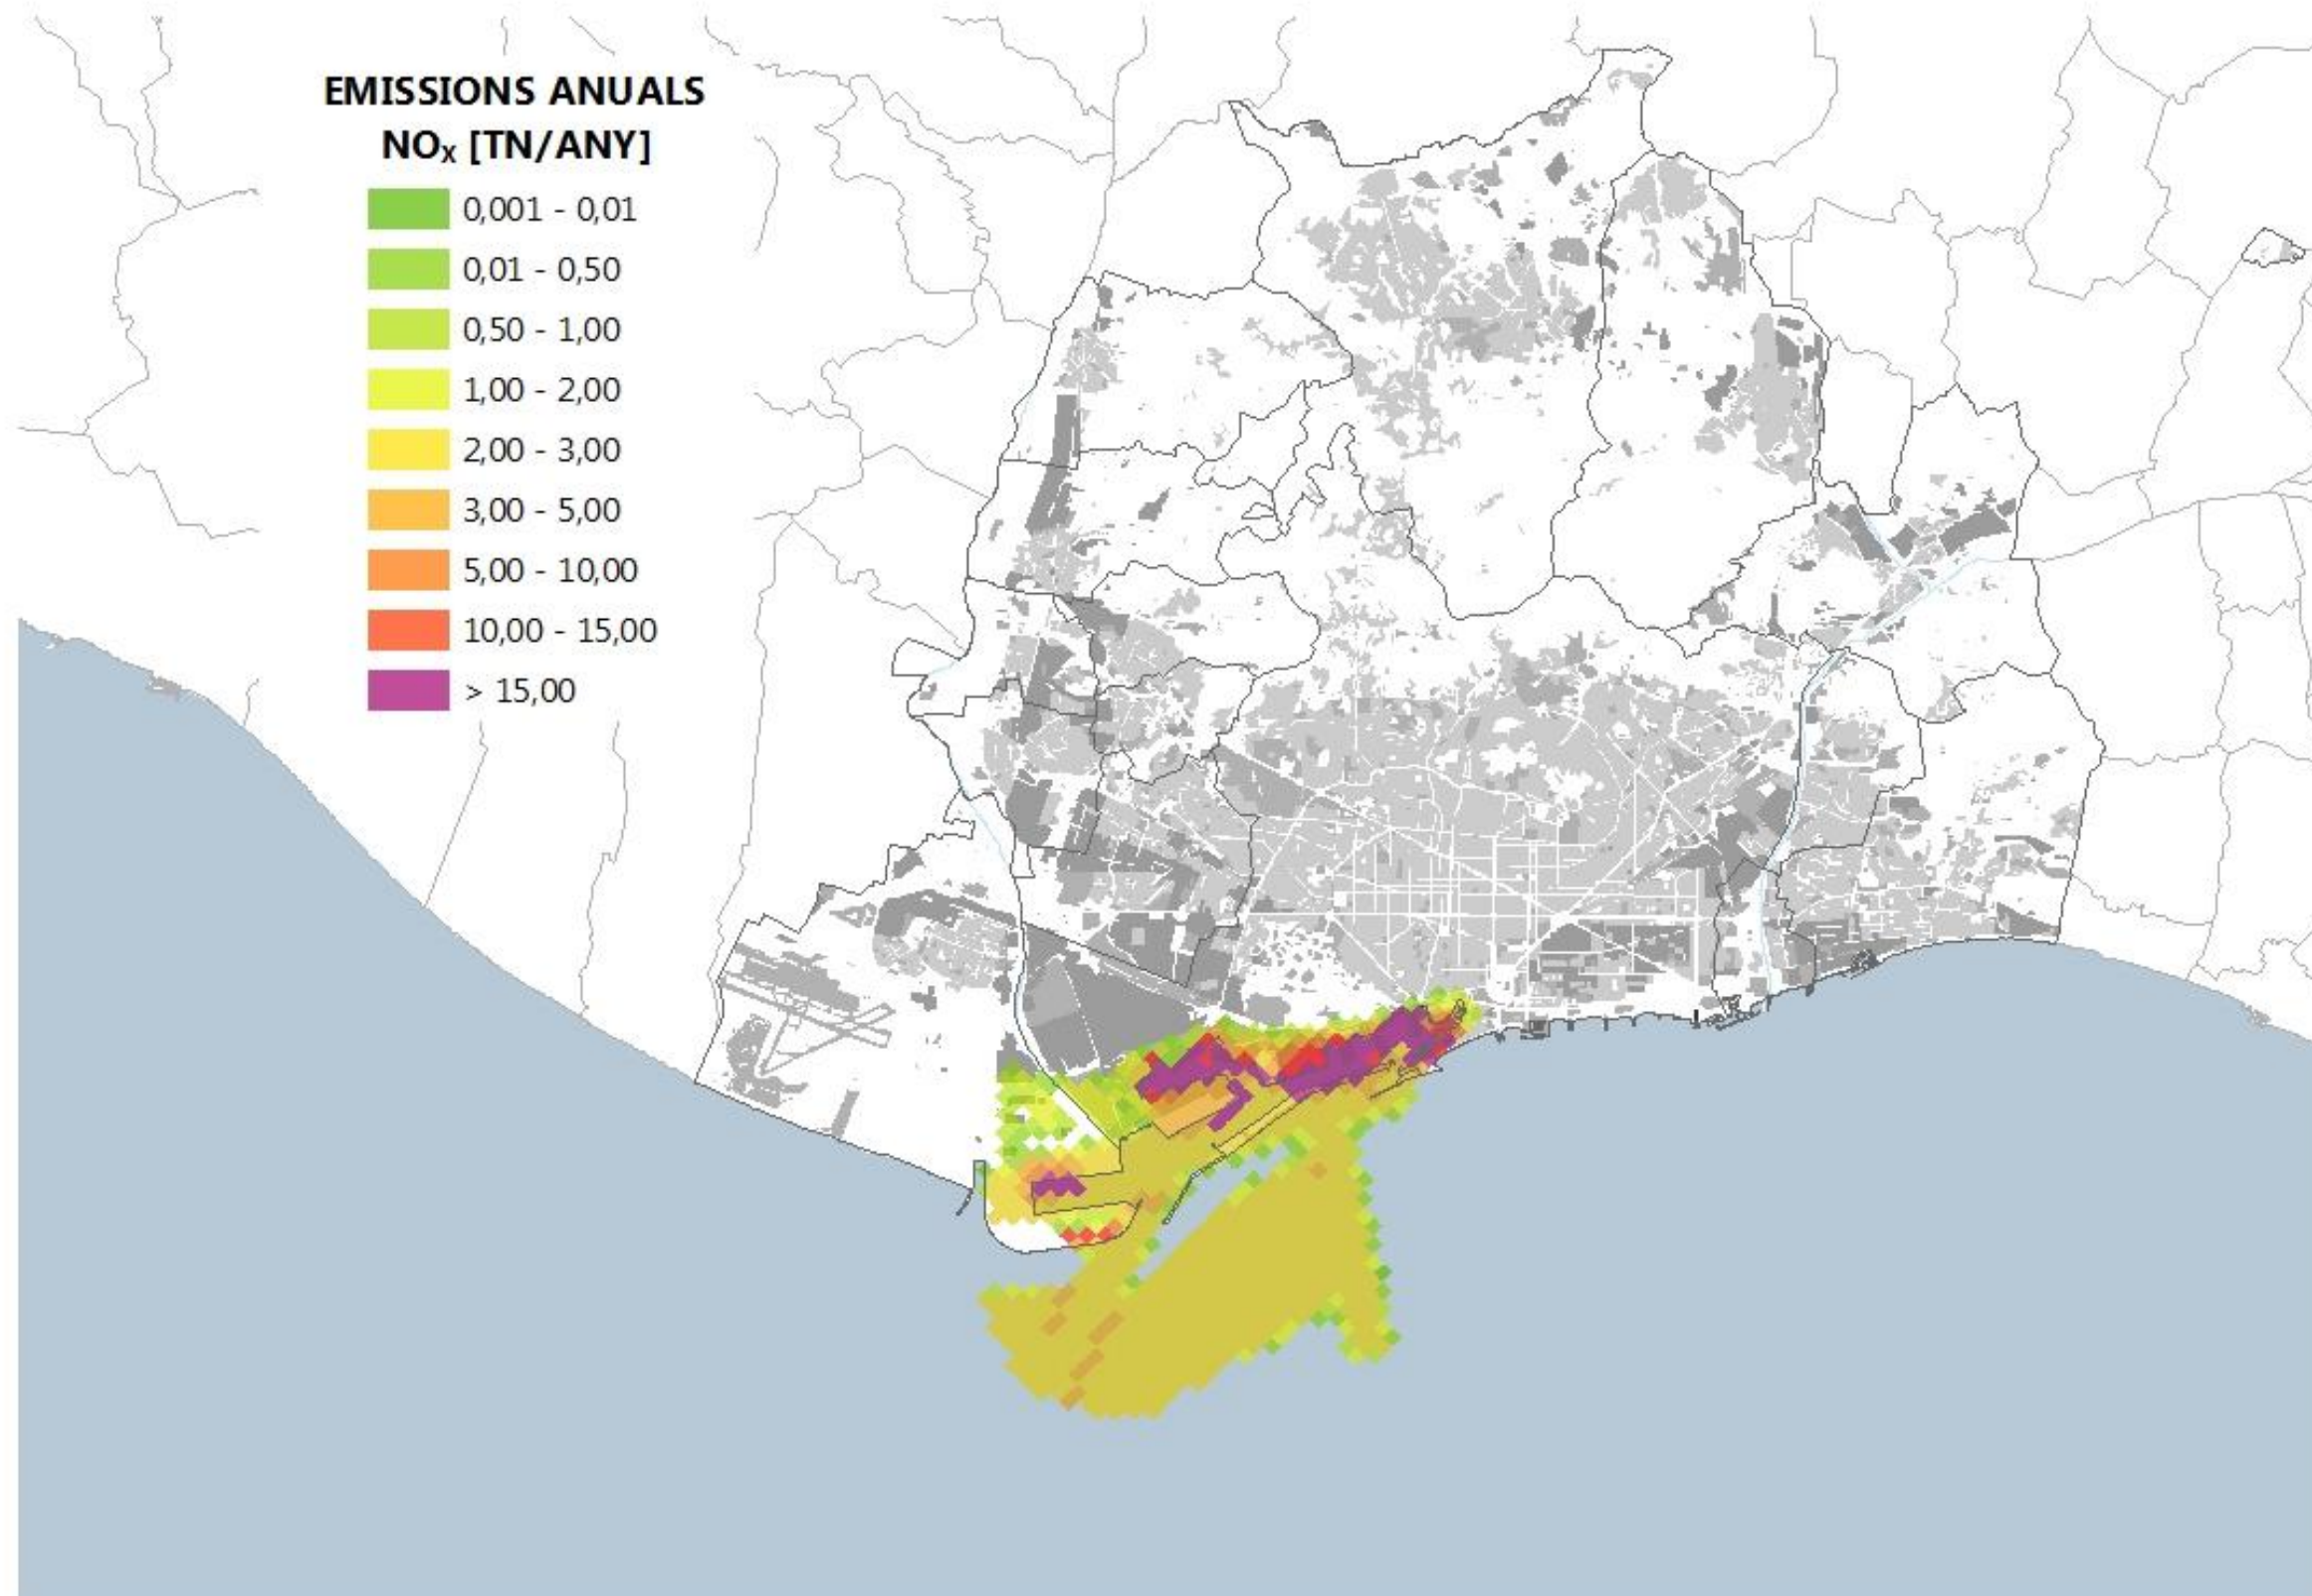 EMISSIONS ANUALS
NOX [TN/ANY]
0,001 - 0,01
0,01 - 0,50
0,50 - 1,00
1,00 - 2,00
2,00 - 3,00
3,00 - 5,00
5,00 - 10,00
10,00 - 15,00
> 15,00